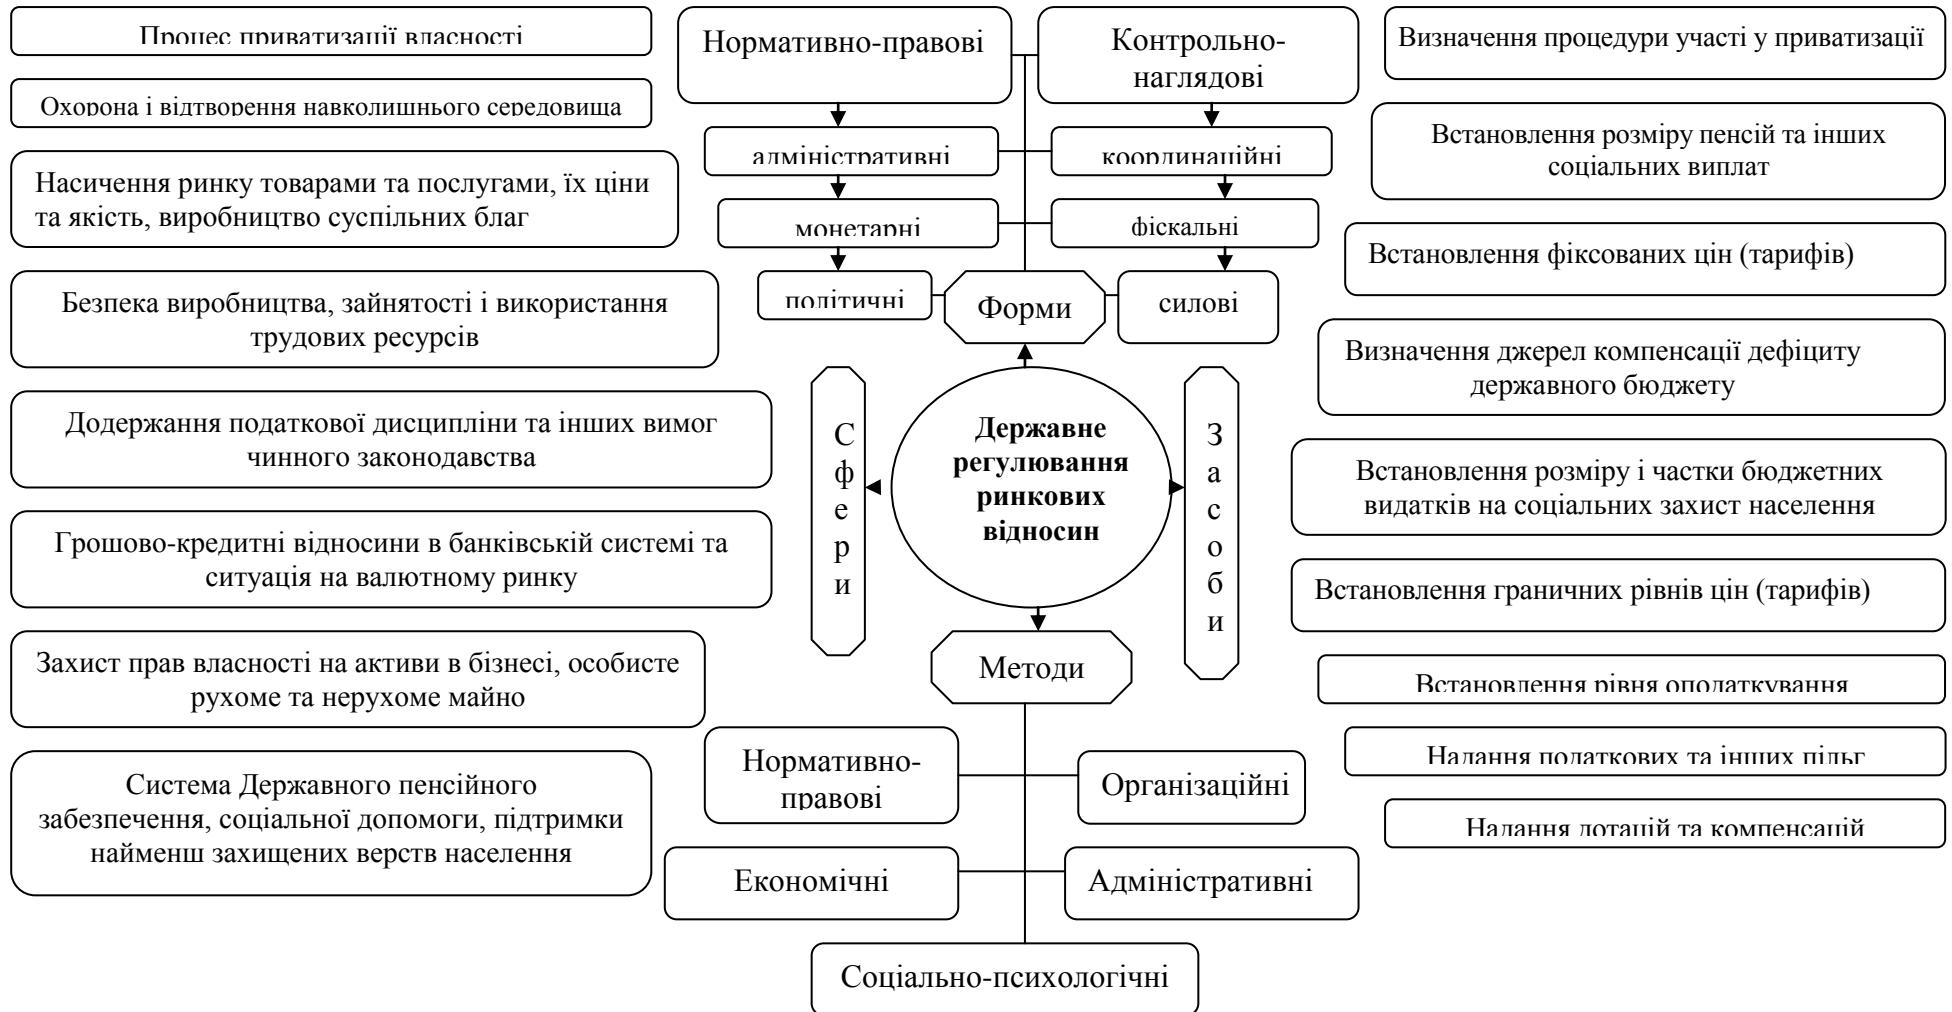 Процес приватизації власності
Охорона і відтворення навколишнього середовища
Насичення ринку товарами та послугами, їх ціни
та якість, виробництво суспільних благ
Безпека виробництва, зайнятості і використання
трудових ресурсів
Додержання податкової дисципліни та інших вимог
чинного законодавства
Грошово-кредитні відносини в банківській системі та
ситуація на валютному ринку
Захист прав власності на активи в бізнесі, особисте
рухоме та нерухоме майно
Система Державного пенсійного
забезпечення, соціальної допомоги, підтримки
найменш захищених верств населення
Нормативно-правові
Контрольно-
наглядові
адміністративні
координаційні
монетарні
фіскальні
політичні
Форми
силові
Сфери
Державне
регулювання
ринкових
відносин
Засоби
Методи
Нормативно-
правові
Організаційні
Економічні
Адміністративні
Соціально-психологічні
Визначення процедури участі у приватизації
Встановлення розміру пенсій та інших
соціальних виплат
Встановлення фіксованих цін (тарифів)
Визначення джерел компенсації дефіциту
державного бюджету
Встановлення розміру і частки бюджетних
видатків на соціальних захист населення
Встановлення граничних рівнів цін (тарифів)
Встановлення рівня оподаткування
Надання податкових та інших пільг
Надання дотацій та компенсацій